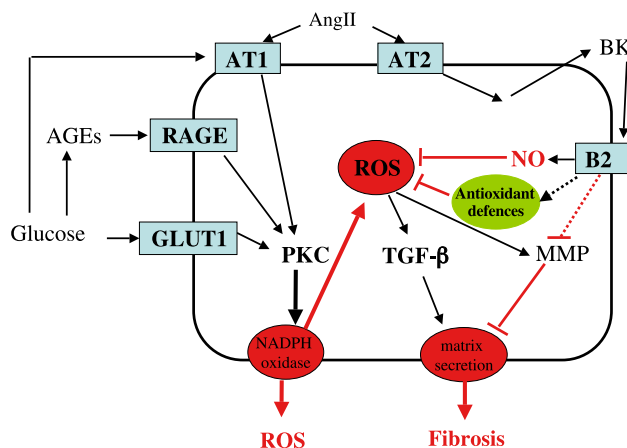 AngII
AT1
AT2
BK
AGEs
RAGE
ROS
NO
B2
Antioxidant
defences
Glucose
GLUT1
PKC
TGF-β
MMP
NADPH
oxidase
matrix
secretion
ROS
Fibrosis